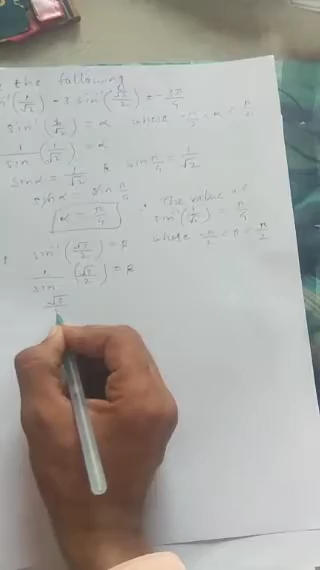 the following
sin⁻¹(1/√2) - 3 sin⁻¹(√3/2) = -3π/4
sin⁻¹(1/√2) = α where -π/2 < α < π/2
1/sin (1/√2) = α
sin α = 1/√2 & sin π/4 = 1/√2
sin α = sin π/4
α = π/4
The value of
sin⁻¹(1/√2) = π/4
where -π/2 < β < π/2
sin⁻¹(√3/2) = β
1/sin (√3/2) = β
√3